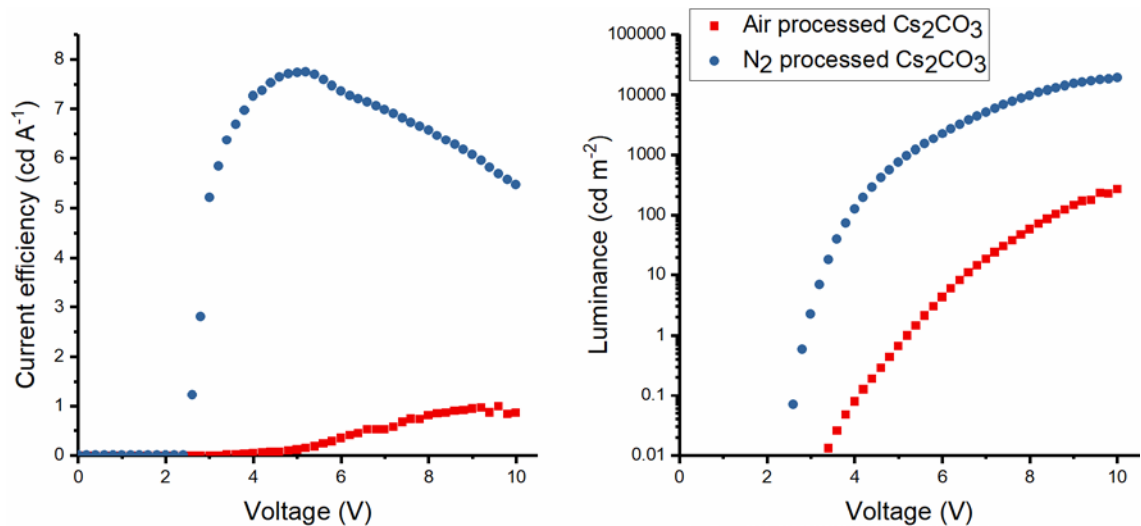 Current efficiency (cd A⁻¹)
8
7
6
5
4
3
2
1
0
0 2 4 6 8 10
Voltage (V)
Air processed Cs₂CO₃
N₂ processed Cs₂CO₃
Luminance (cd m⁻²)
100000
10000
1000
100
10
1
0.1
0.01
0 2 4 6 8 10
Voltage (V)